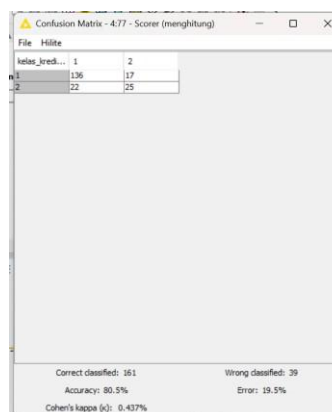 Confusion Matrix - 4:77 - Scorer (menghitung)
File Hilite
kelas_kredi... 1 2
1 136 17
2 22 25
Correct classified: 161 Wrong classified: 39
Accuracy: 80.5% Error: 19.5%
Cohen's kappa (κ): 0.437%